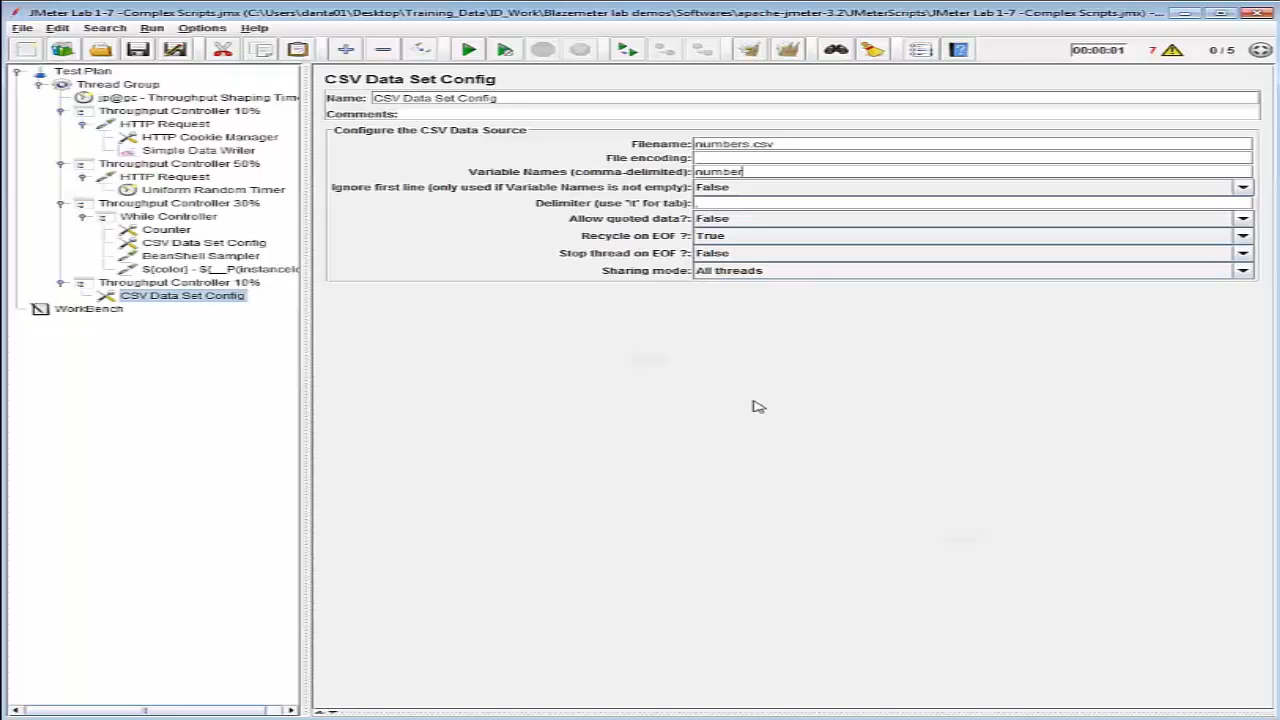 JMeter Lab 1-7 -Complex Scripts.jmx (C:\Users\danta01\Desktop\Training_Data\ID_Work\Blazemeter lab demos\Softwares\apache-jmeter-3.2\JMeterScripts\JMeter Lab 1-7 -Complex Scripts.jmx) -...
File Edit Search Run Options Help
00:00:01 7 0 / 5
Test Plan
Thread Group
jp@gc - Throughput Shaping Tim
Throughput Controller 10%
HTTP Request
HTTP Cookie Manager
Simple Data Writer
Throughput Controller 50%
HTTP Request
Uniform Random Timer
Throughput Controller 30%
While Controller
Counter
CSV Data Set Config
BeanShell Sampler
${color} - ${__P(instanceI
Throughput Controller 10%
CSV Data Set Config
WorkBench
CSV Data Set Config
Name: CSV Data Set Config
Comments:
Configure the CSV Data Source
Filename: numbers.csv
File encoding:
Variable Names (comma-delimited): number
Ignore first line (only used if Variable Names is not empty): False
Delimiter (use '\t' for tab): ,
Allow quoted data?: False
Recycle on EOF ?: True
Stop thread on EOF ?: False
Sharing mode: All threads